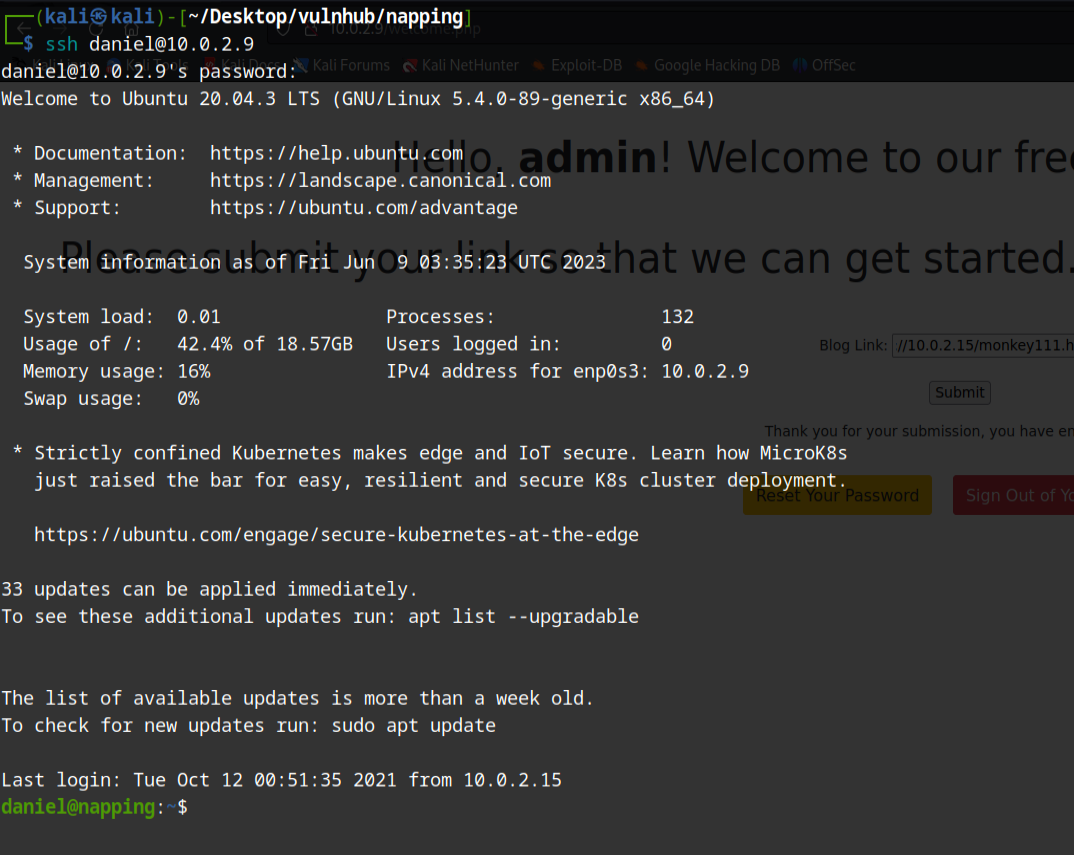 (kali㉿kali)-[~/Desktop/vulnhub/napping]
$ ssh daniel@10.0.2.9
10.0.2.9/welcome.php
daniel@10.0.2.9's password:
Kali Tools Kali Docs Kali Forums Kali NetHunter Exploit-DB Google Hacking DB OffSec
Welcome to Ubuntu 20.04.3 LTS (GNU/Linux 5.4.0-89-generic x86_64)
* Documentation: https://help.ubuntu.com
* Management: https://landscape.canonical.com
* Support: https://ubuntu.com/advantage
Hello, admin! Welcome to our free
System information as of Fri Jun 9 03:35:23 UTC 2023
Please submit your link so that we can get started.
System load: 0.01 Processes: 132
Usage of /: 42.4% of 18.57GB Users logged in: 0
Memory usage: 16% IPv4 address for enp0s3: 10.0.2.9
Swap usage: 0%
Blog Link: //10.0.2.15/monkey111.h
Submit
Thank you for your submission, you have
* Strictly confined Kubernetes makes edge and IoT secure. Learn how MicroK8s
just raised the bar for easy, resilient and secure K8s cluster deployment.
Reset Your Password Sign Out of
https://ubuntu.com/engage/secure-kubernetes-at-the-edge
33 updates can be applied immediately.
To see these additional updates run: apt list --upgradable
The list of available updates is more than a week old.
To check for new updates run: sudo apt update
Last login: Tue Oct 12 00:51:35 2021 from 10.0.2.15
daniel@napping:~$